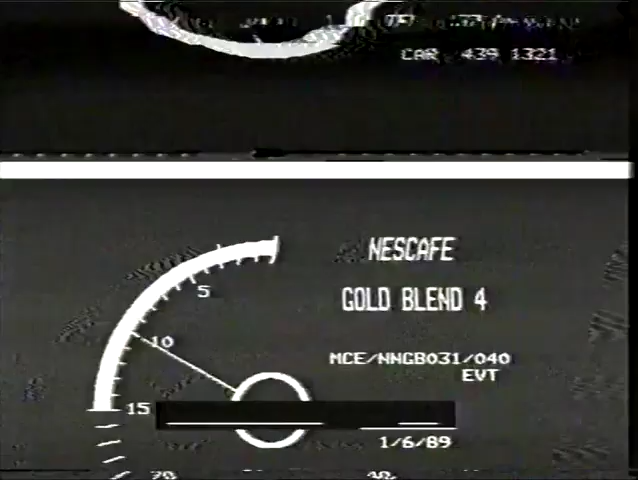 CAR 439 1321
NESCAFE
5
GOLD BLEND 4
10
MCE/NNGB031/040
EVT
15
1/6/89